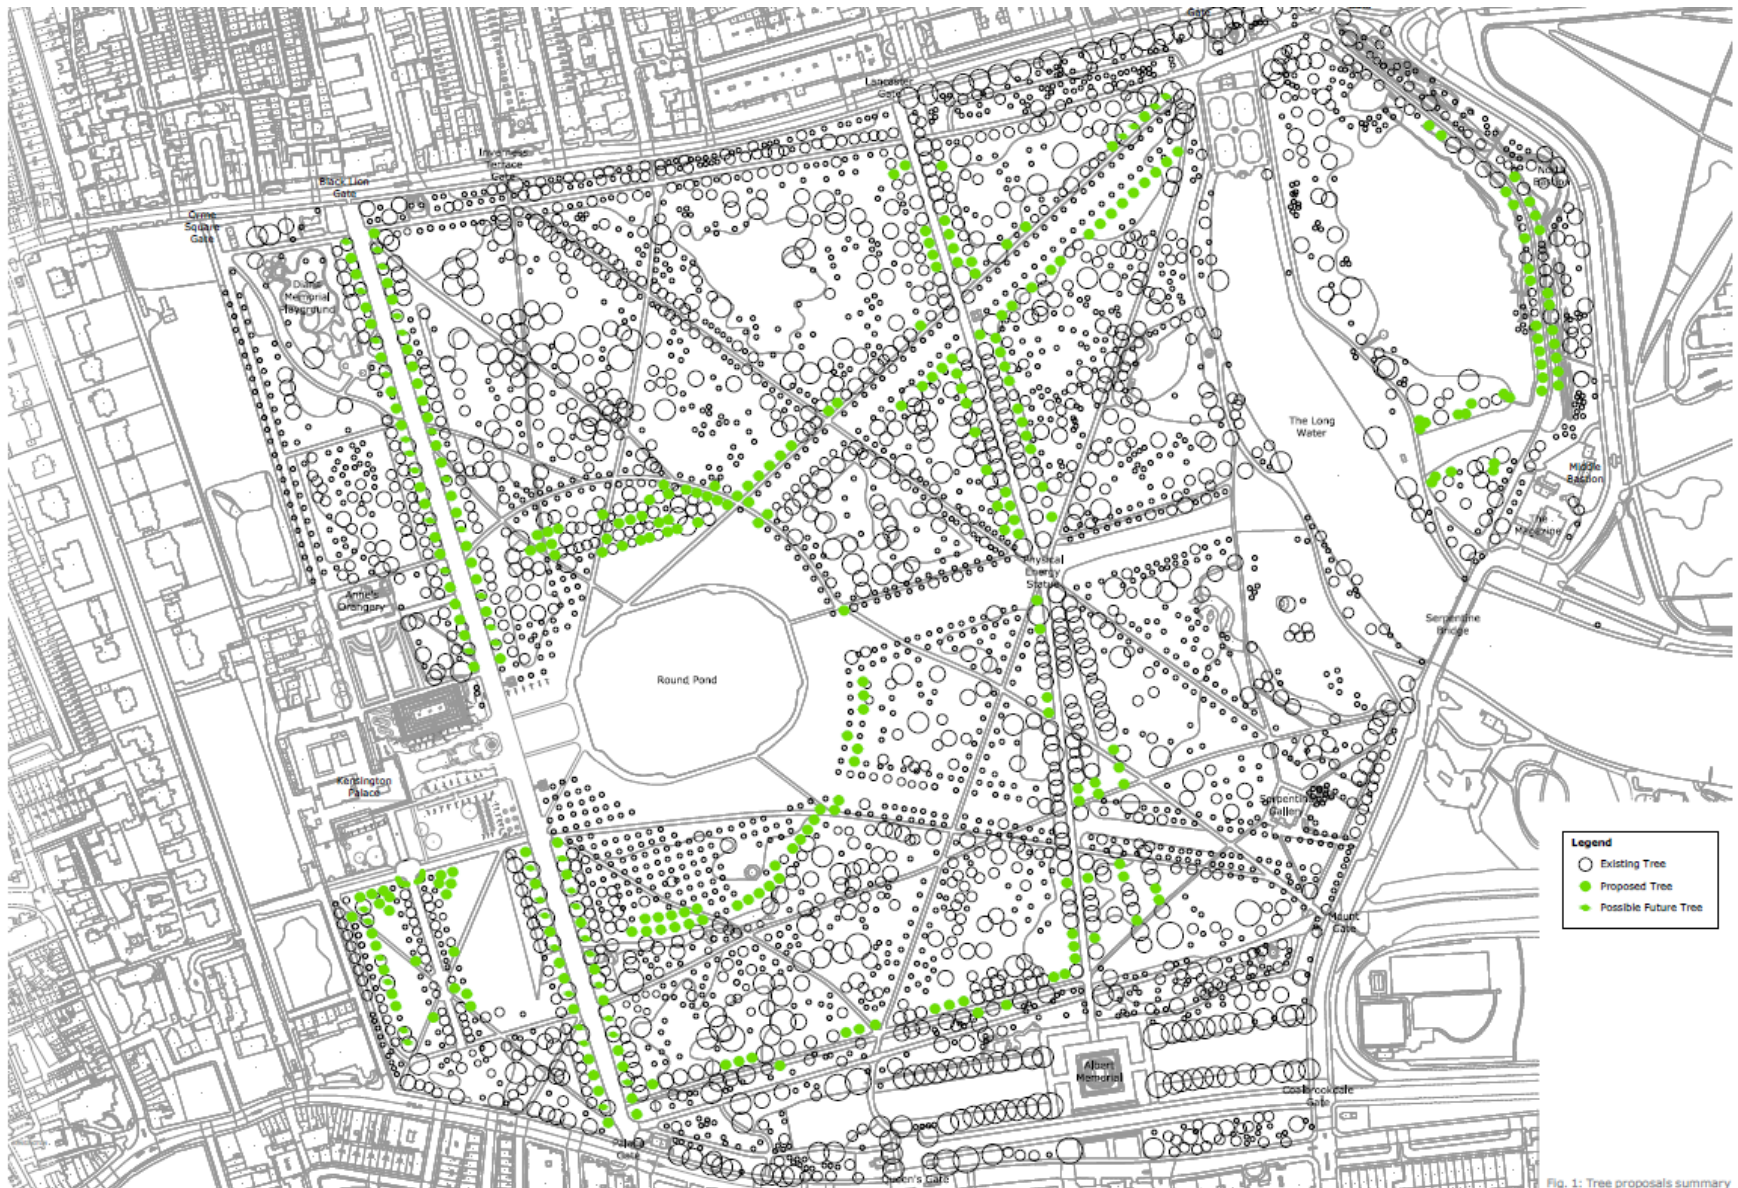 Gate
Lancaster
Gate
Inverness
Terrace
Gate
Black Lion
Gate
North
Bastion
Orme
Square
Gate
Diana
Memorial
Playground
The Long
Water
Middle
Bastion
The
Magazine
Physical
Energy
Statue
Anne's
Orangery
Serpentine
Bridge
Round Pond
Kensington
Palace
Serpentine
Gallery
Legend
Existing Tree
Proposed Tree
Possible Future Tree
Mount
Gate
Albert
Memorial
Coalbrookdale
Gate
Palace
Gate
Queen's Gate
Fig. 1: Tree proposals summary